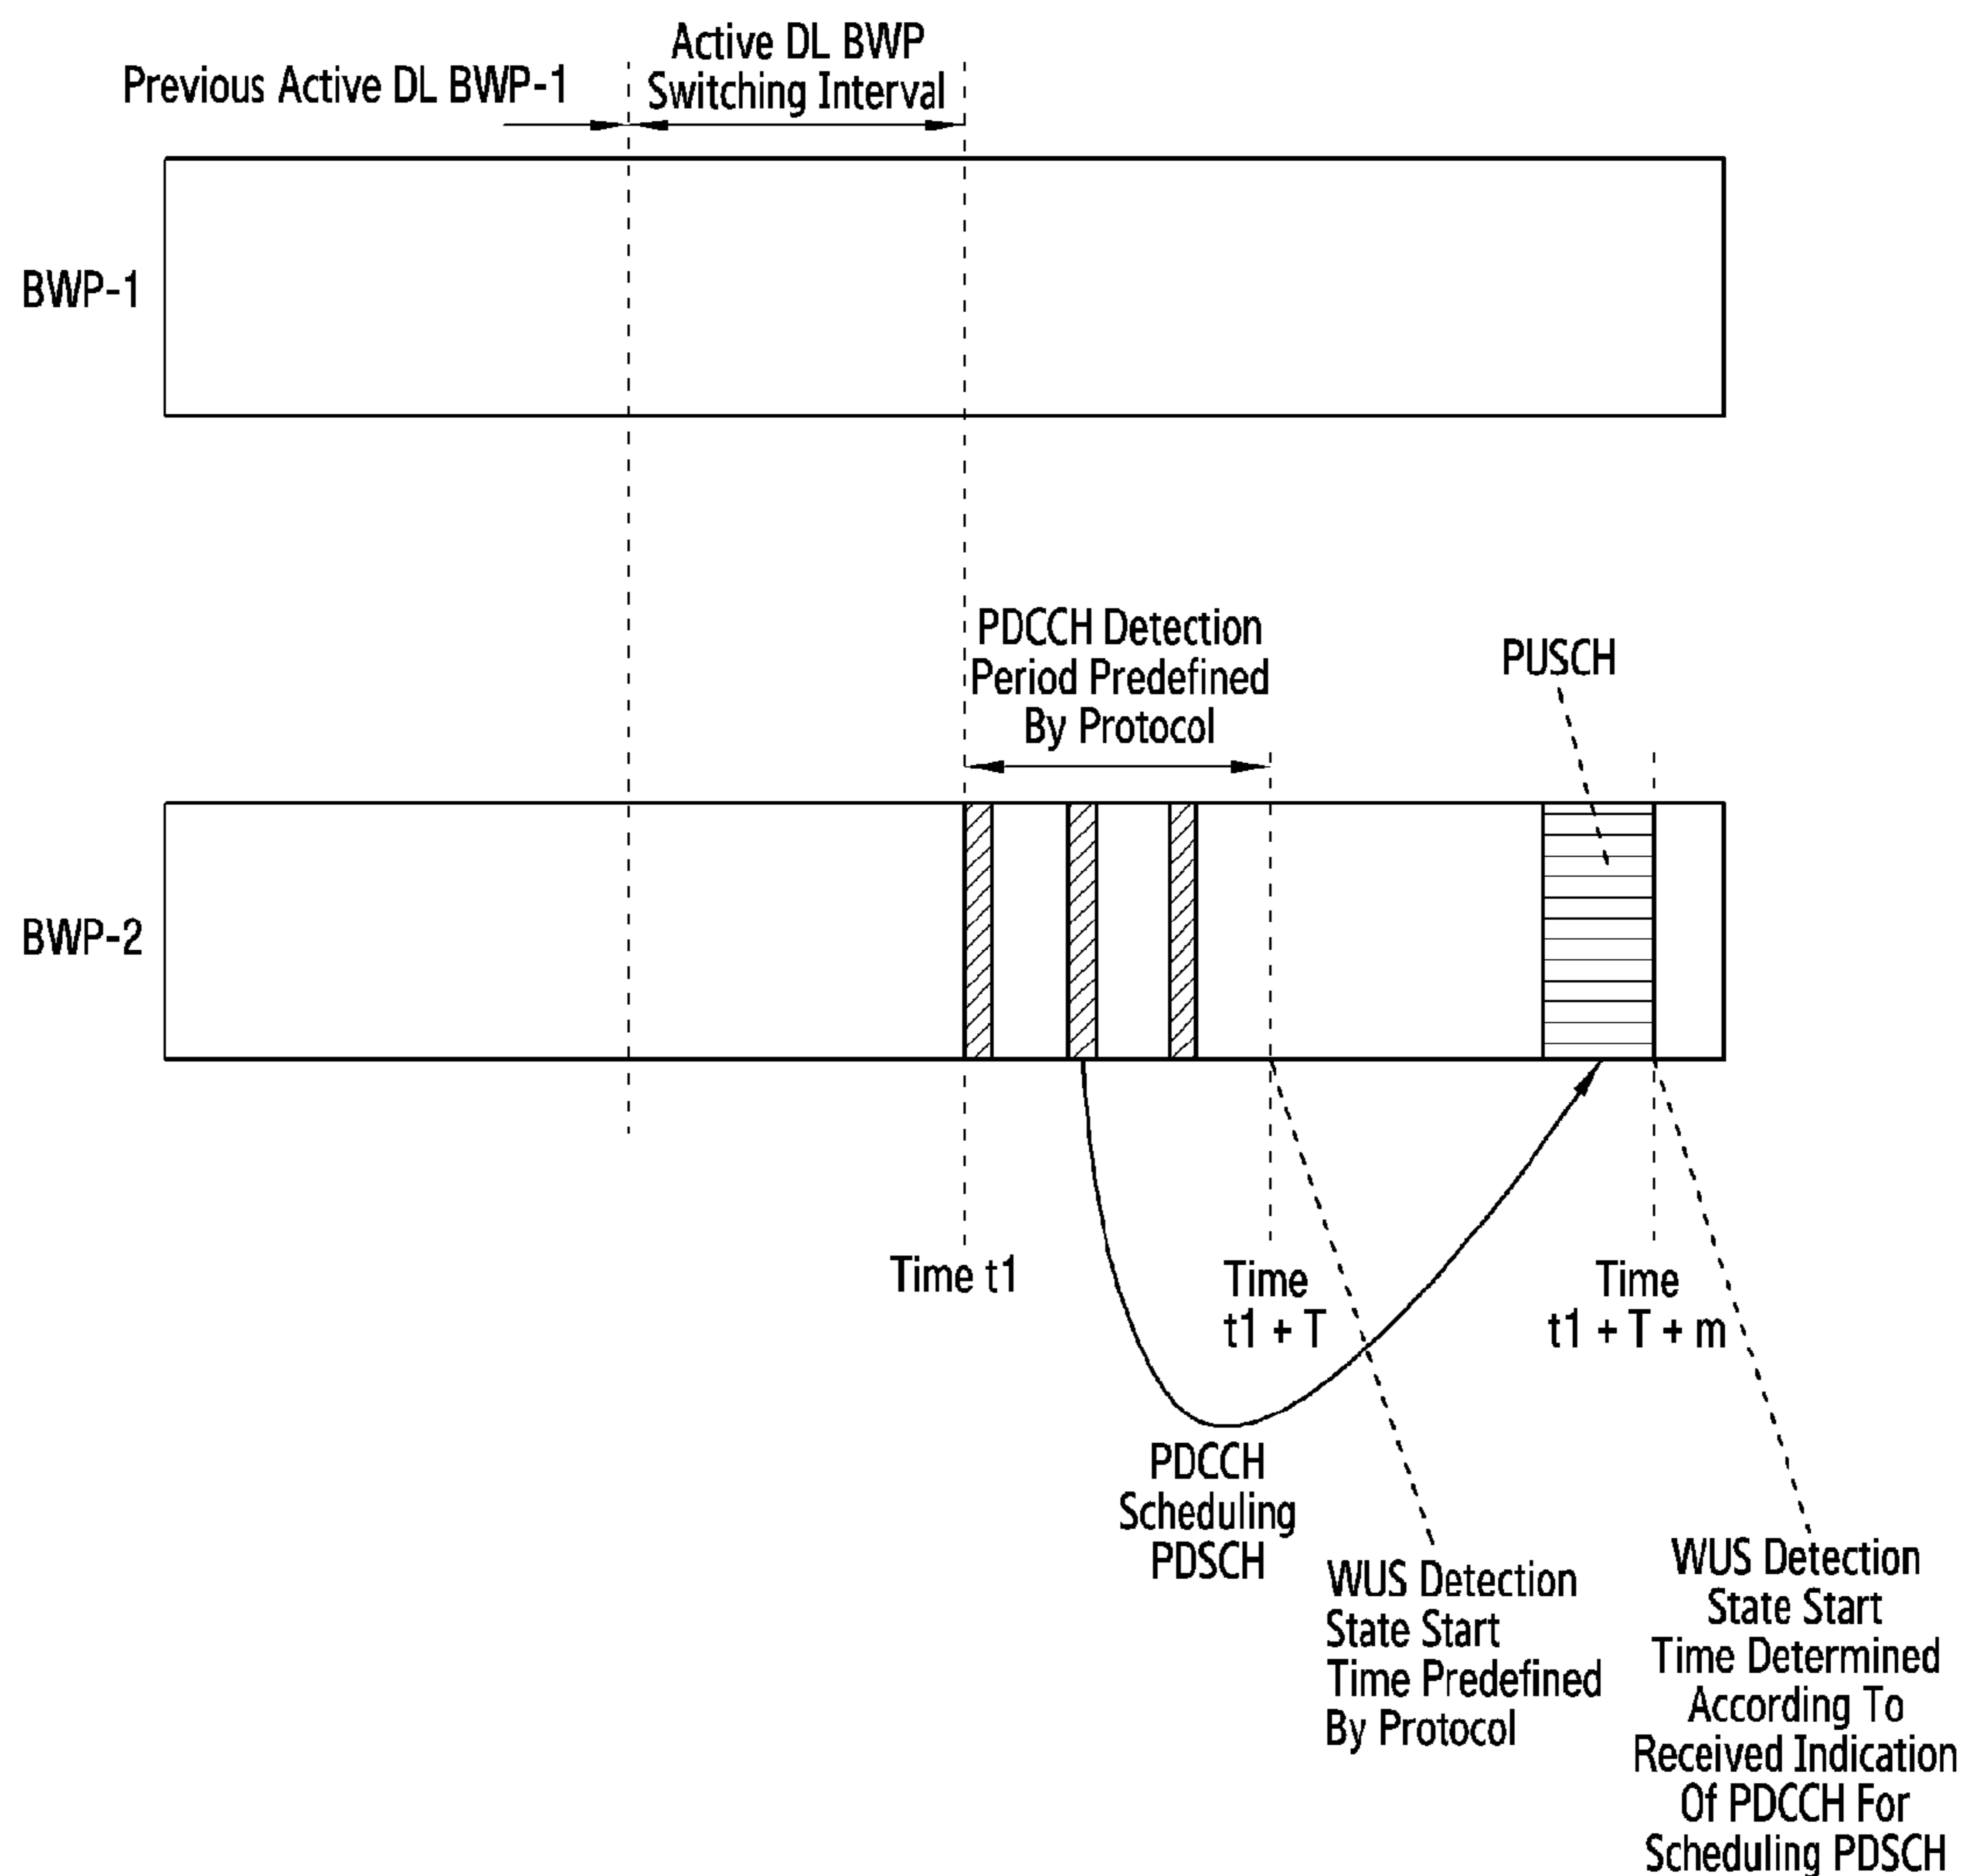 Previous Active DL BWP-1
Active DL BWP
Switching Interval
BWP-1
PDCCH Detection
Period Predefined
By Protocol
PUSCH
BWP-2
Time t1
Time
t1 + T
Time
t1 + T + m
PDCCH
Scheduling
PDSCH
WUS Detection
State Start
Time Predefined
By Protocol
WUS Detection
State Start
Time Determined
According To
Received Indication
Of PDCCH For
Scheduling PDSCH